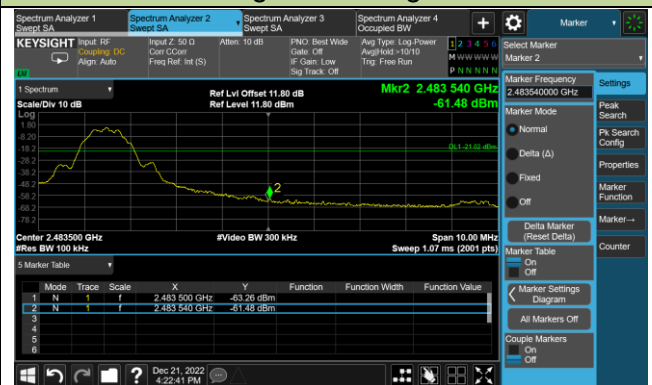 Spectrum Analyzer 1
Swept SA
Spectrum Analyzer 2
Swept SA
Spectrum Analyzer 3
Swept SA
Spectrum Analyzer 4
Occupied BW
+
Marker
KEYSIGHT
Input: RF
Coupling: DC
Align: Auto
Input Z: 50 Ω
Corr CCorr
Freq Ref: Int (S)
Atten: 10 dB
PNO: Best Wide
Gate: Off
IF Gain: Low
Sig Track: Off
Avg Type: Log-Power
Avg|Hold >10/10
Trig: Free Run
1 2 3 4 5 6
M W W W W W
P N N N N N
LXI
Select Marker
Marker 2
1 Spectrum
Scale/Div 10 dB
Log
Ref Lvl Offset 11.80 dB
Ref Level 11.80 dBm
Mkr2 2.483 540 GHz
-61.48 dBm
1.80
-8.20
-18.2
-28.2
-38.2
-48.2
-58.2
-68.2
-78.2
DL1 -21.02 dBm
2
Center 2.483500 GHz
#Res BW 100 kHz
#Video BW 300 kHz
Span 10.00 MHz
Sweep 1.07 ms (2001 pts)
5 Marker Table
Mode Trace Scale X Y Function Function Width Function Value
1 N 1 f 2.483 500 GHz -63.26 dBm
2 N 1 f 2.483 540 GHz -61.48 dBm
3
4
5
6
Marker Frequency
2.483540000 GHz
Marker Mode
Normal
Delta (Δ)
Fixed
Off
Delta Marker
(Reset Delta)
Marker Table
On
Off
Marker Settings
Diagram
All Markers Off
Couple Markers
On
Off
Settings
Peak
Search
Pk Search
Config
Properties
Marker
Function
Marker→
Counter
?
Dec 21, 2022
4:22:41 PM